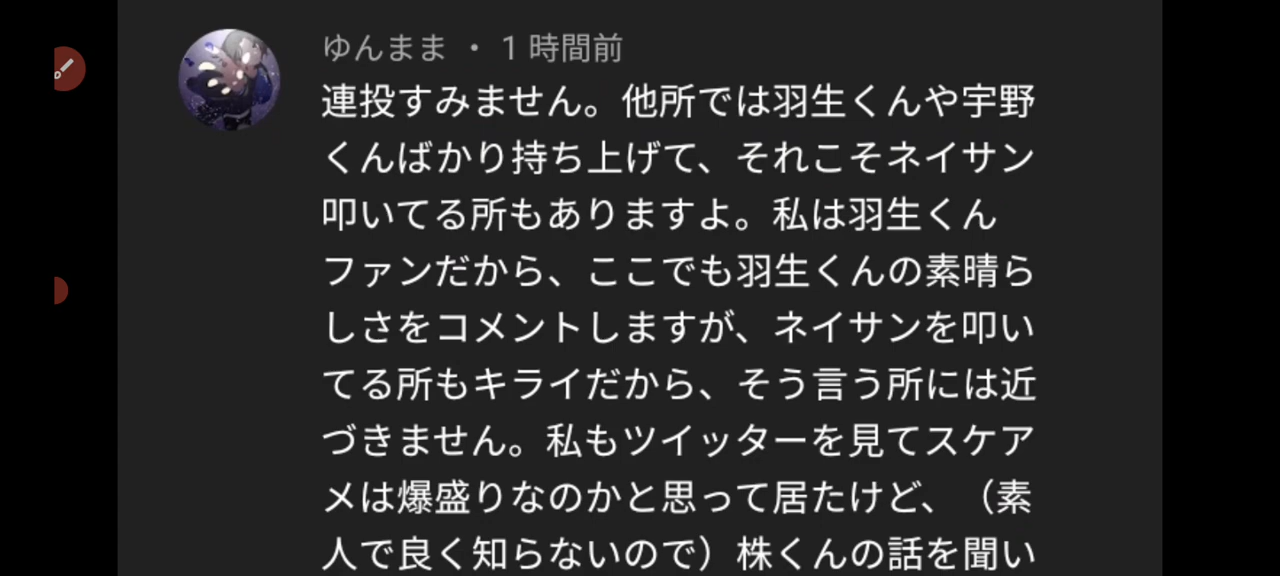 ゆんまま ・ 1 時間前
連投すみません。他所では羽生くんや宇野
くんばかり持ち上げて、それこそネイサン
叩いてる所もありますよ。私は羽生くん
ファンだから、ここでも羽生くんの素晴ら
しさをコメントしますが、ネイサンを叩い
てる所もキライだから、そう言う所には近
づきません。私もツイッターを見てスケア
メは爆盛りなのかと思って居たけど、（素
人で良く知らないので）株くんの話を聞い